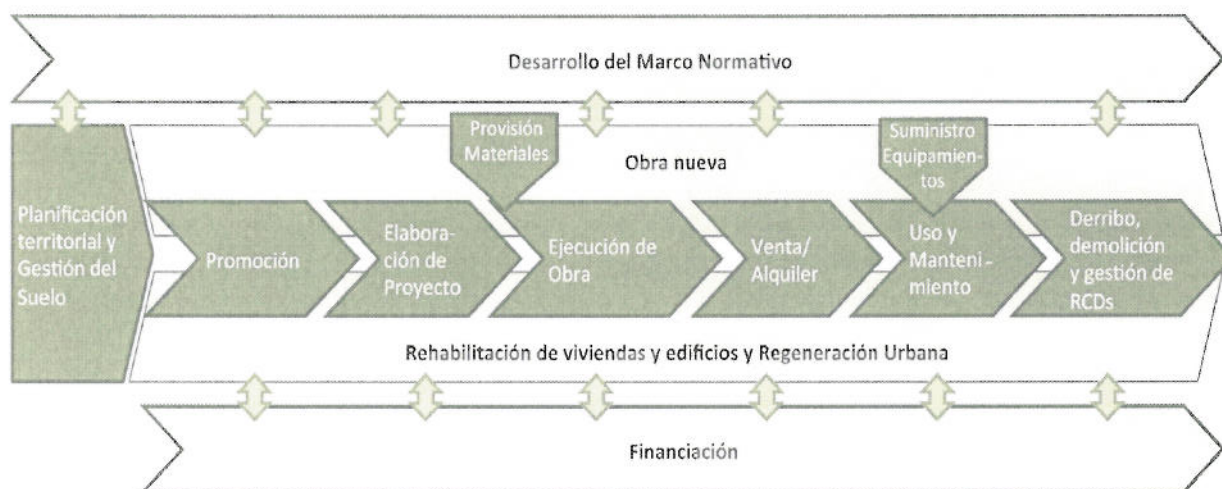 Desarrollo del Marco Normativo
Provisión
Materiales
Suministro
Equipamien-
tos
Obra nueva
Planificación
territorial y
Gestión del
Suelo
Promoción
Elabora-
ción de
Proyecto
Ejecución de
Obra
Venta/
Alquiler
Uso y
Manteni-
miento
Derribo,
demolición
y gestión de
RCDs
Rehabilitación de viviendas y edificios y Regeneración Urbana
Financiación